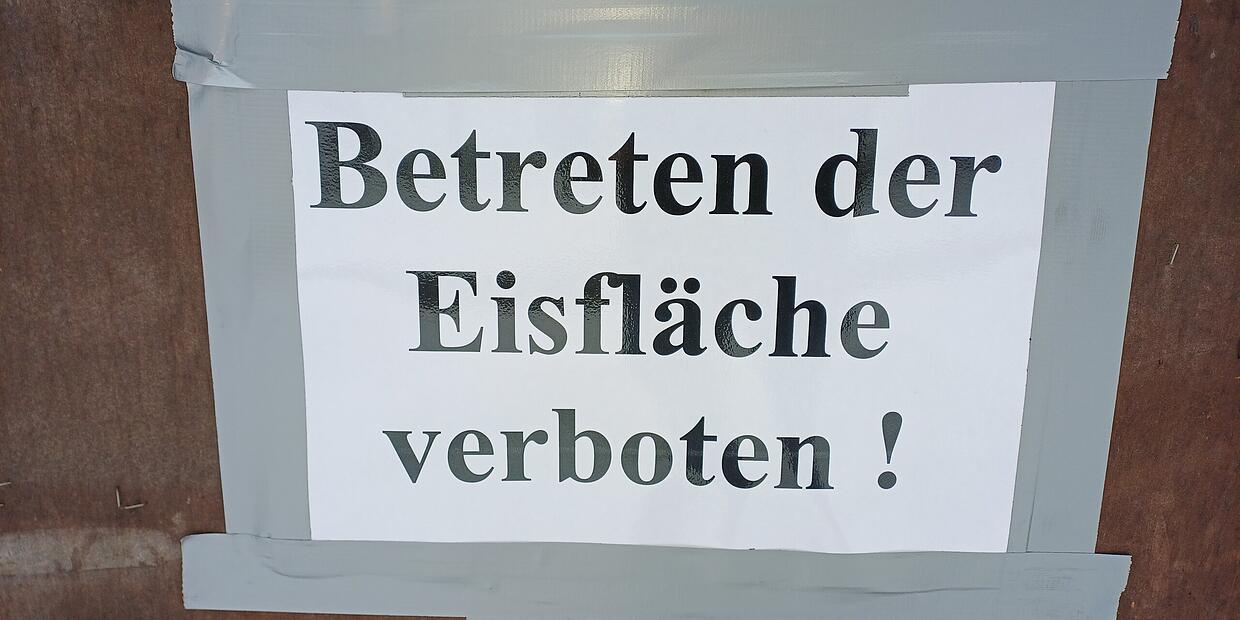 Betreten der
Eisfläche
verboten !